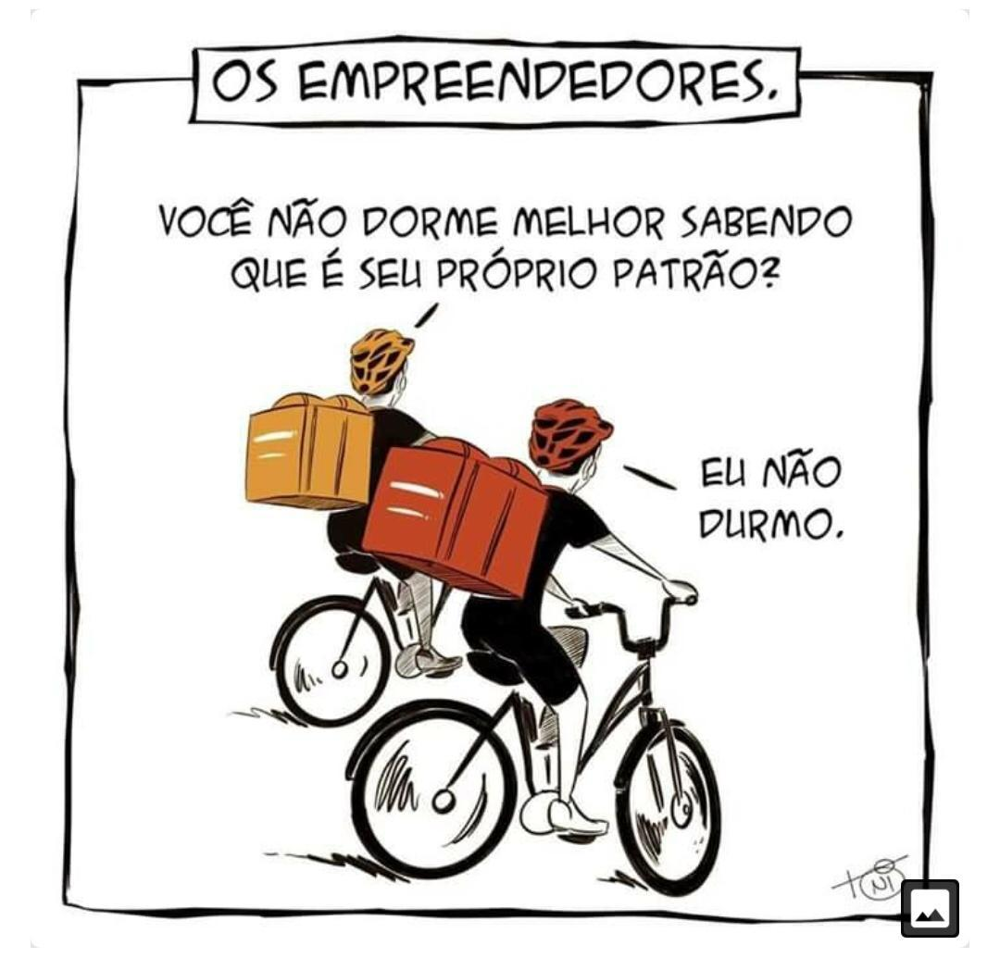 OS EMPREENDEDORES.
VOCÊ NÃO DORME MELHOR SABENDO
QUE É SEU PRÓPRIO PATRÃO?
EU NÃO
DURMO.